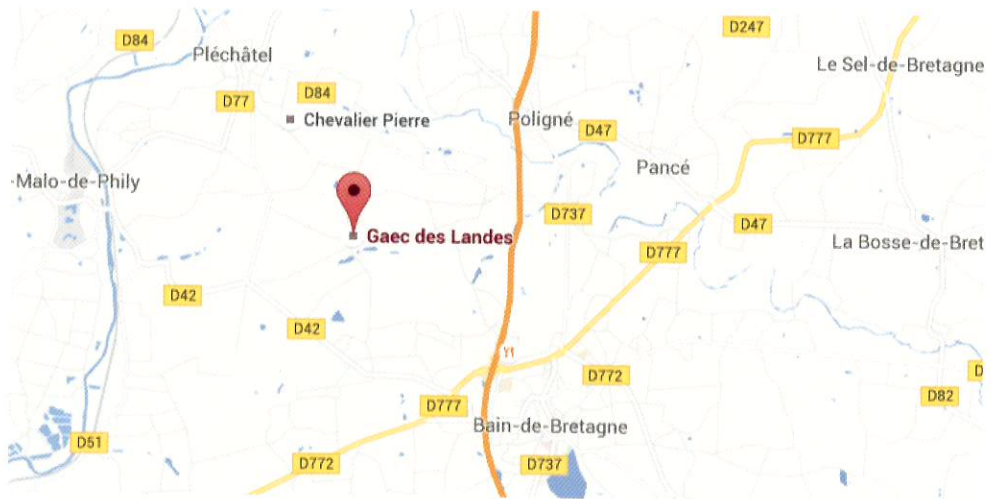 D84
Pléchâtel
D247
Le Sel-de-Bretagne
D77
D84
Chevalier Pierre
Poligné
D47
D777
Pancé
-Malo-de-Phily
D737
D47
Gaec des Landes
D777
La Bosse-de-Bret
D42
D42
D772
D
D82
D777
Bain-de-Bretagne
D51
D772
D737